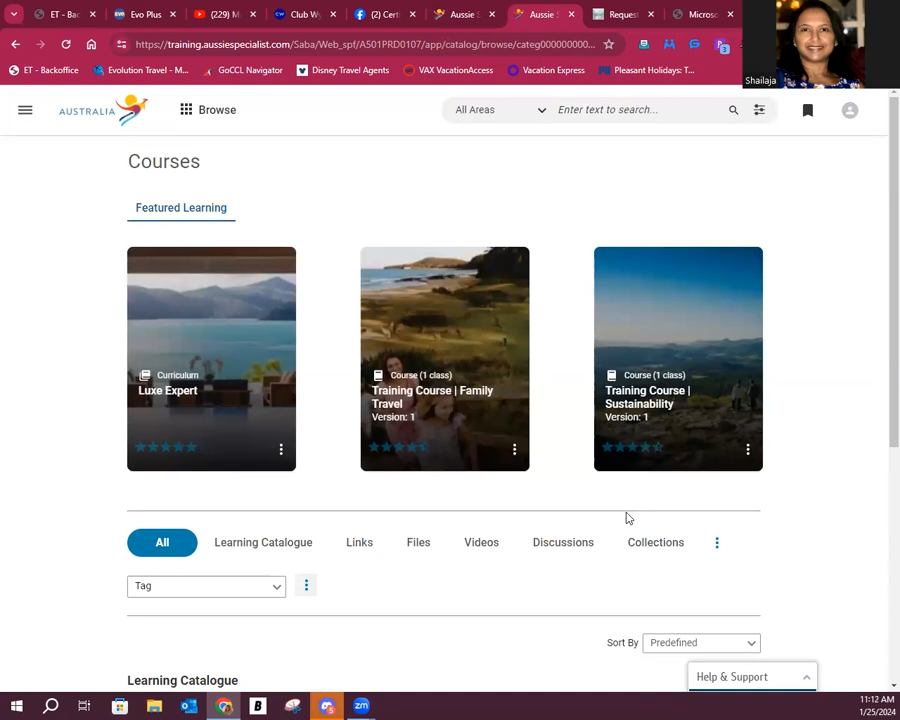 ET - Back
Evo Plus
(229) M
Club W
(2) Certi
Aussie S
Aussie S
Request
Microso
https://training.aussiespecialist.com/Saba/Web_spf/A501PRD0107/app/catalog/browse/categ000000000...
3
ET - Backoffice
Evolution Travel - M...
GoCCL Navigator
Disney Travel Agents
VAX VacationAccess
Vacation Express
Pleasant Holidays: T...
Shailaja
AUSTRALIA
Browse
All Areas
Enter text to search...
Courses
Featured Learning
Curriculum
Luxe Expert
Course (1 class)
Training Course | Family
Travel
Version: 1
Course (1 class)
Training Course |
Sustainability
Version: 1
All
Learning Catalogue
Links
Files
Videos
Discussions
Collections
Tag
Sort By
Predefined
Learning Catalogue
Help & Support
B
zm
11:12 AM
1/25/2024